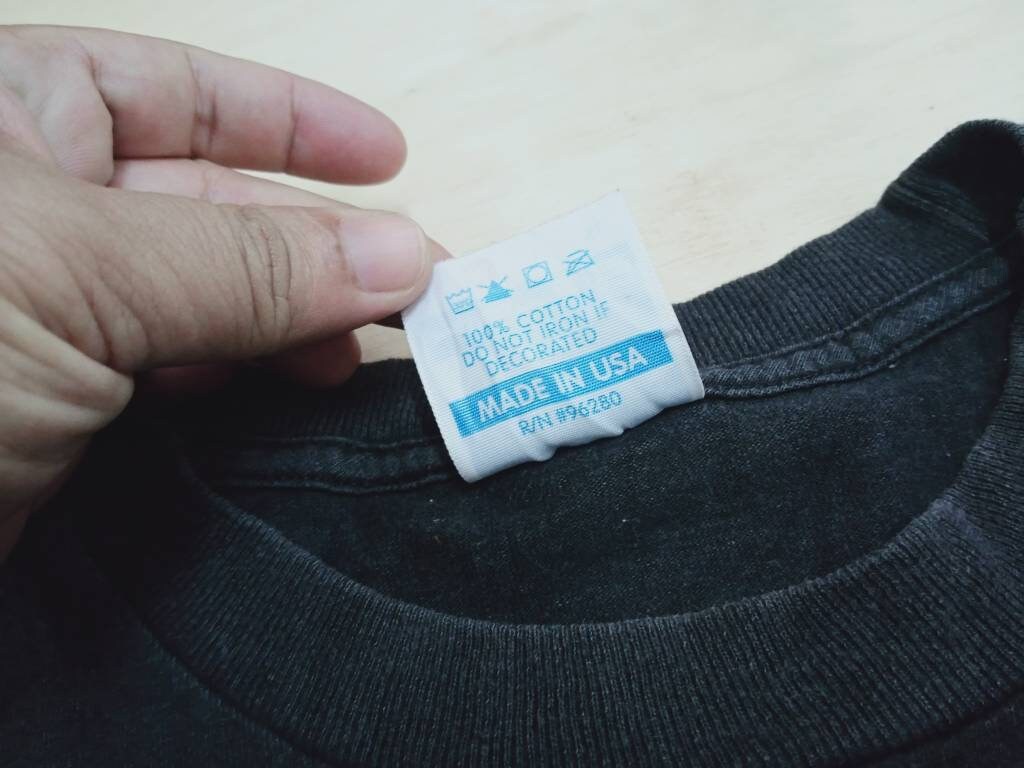 100% COTTON
DO NOT IRON IF
DECORATED
MADE IN USA
R/N #96280